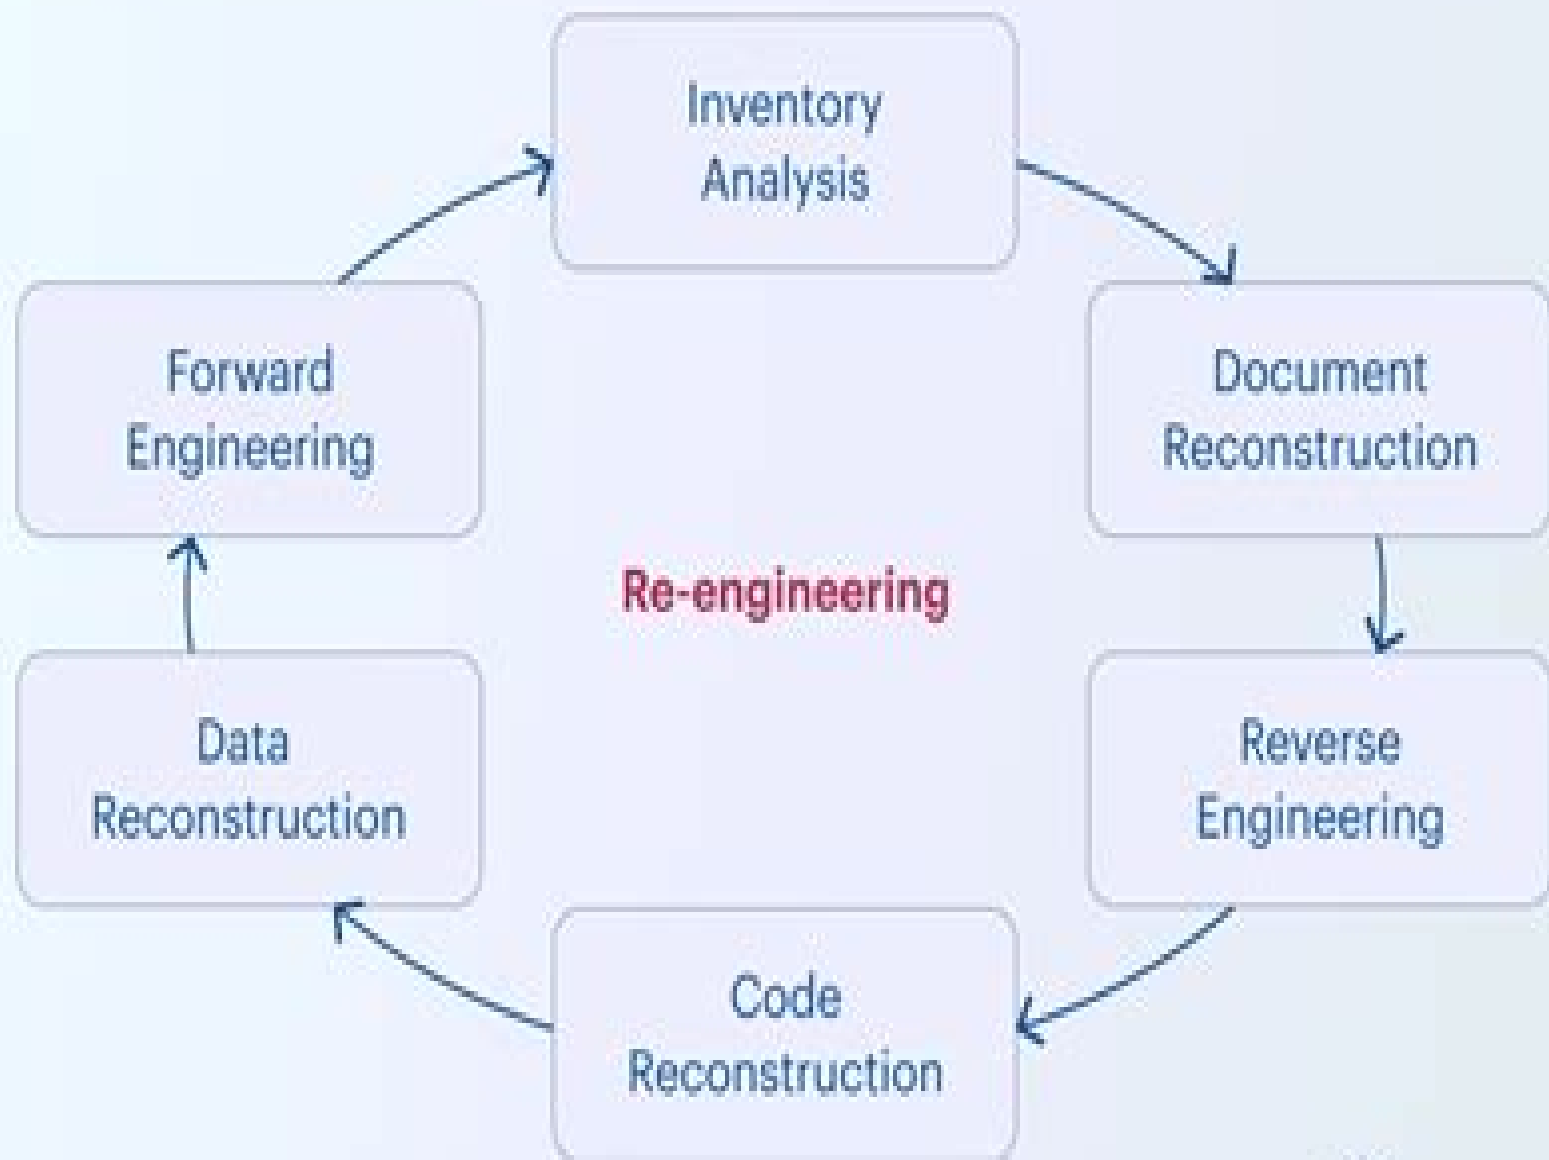 Inventory
Analysis
Document
Reconstruction
Reverse
Engineering
Code
Reconstruction
Data
Reconstruction
Forward
Engineering
Re-engineering